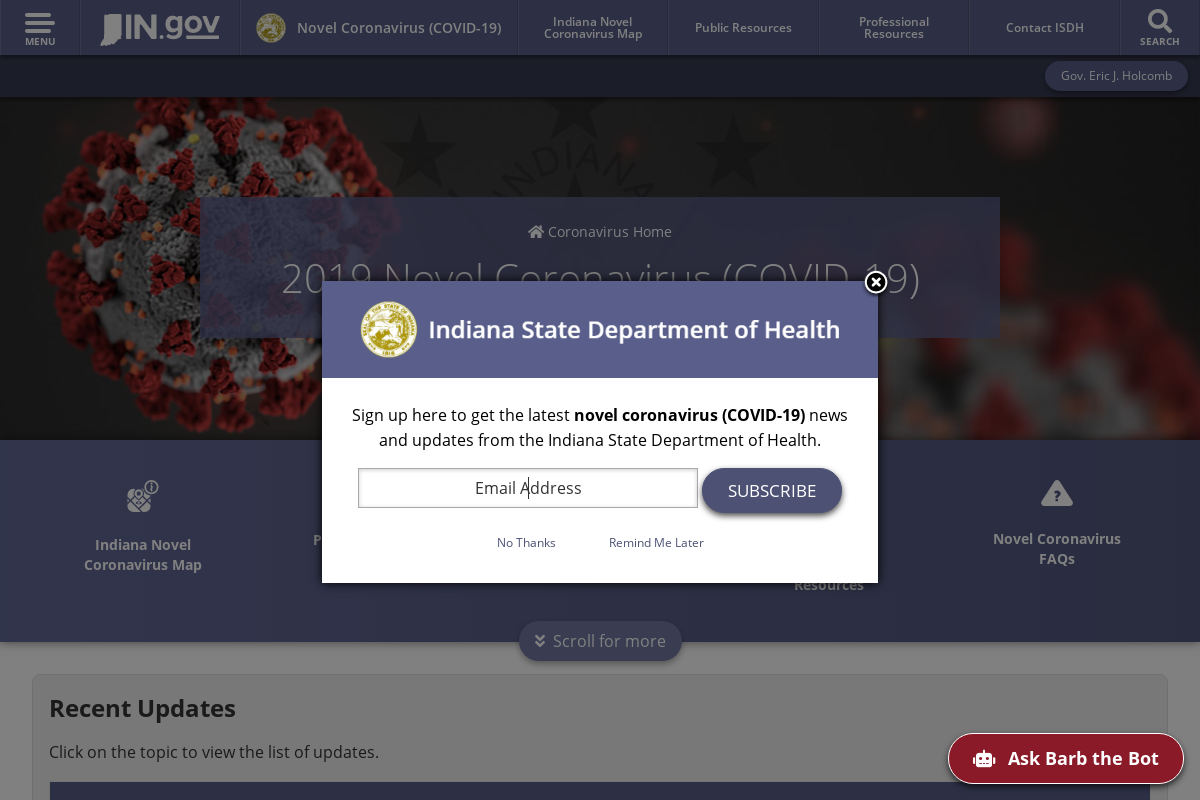 MENU
IN.gov
Novel Coronavirus (COVID-19)
Indiana Novel
Coronavirus Map
Public Resources
Professional
Resources
Contact ISDH
SEARCH
Gov. Eric J. Holcomb
INDIANA
Coronavirus Home
2019 Novel Coronavirus (COVID-19)
Indiana State Department of Health
Sign up here to get the latest novel coronavirus (COVID-19) news
and updates from the Indiana State Department of Health.
Email Address
SUBSCRIBE
No Thanks
Remind Me Later
Indiana Novel
Coronavirus Map
P
Resources
Novel Coronavirus
FAQs
Scroll for more
Recent Updates
Click on the topic to view the list of updates.
Ask Barb the Bot